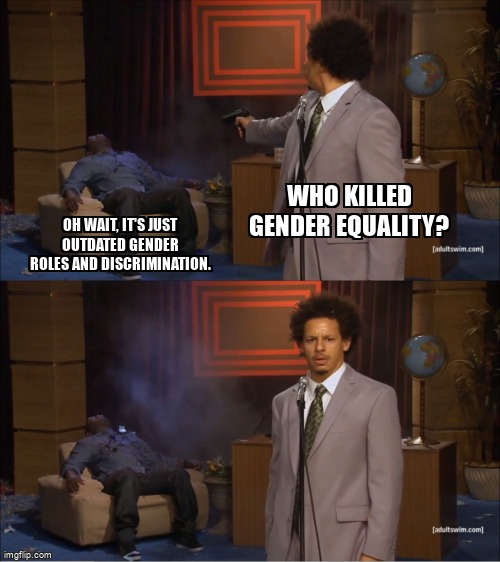 WHO KILLED
GENDER EQUALITY?
OH WAIT, IT'S JUST
OUTDATED GENDER
ROLES AND DISCRIMINATION.
[adultswim.com]
[adultswim.com]
imgflip.com